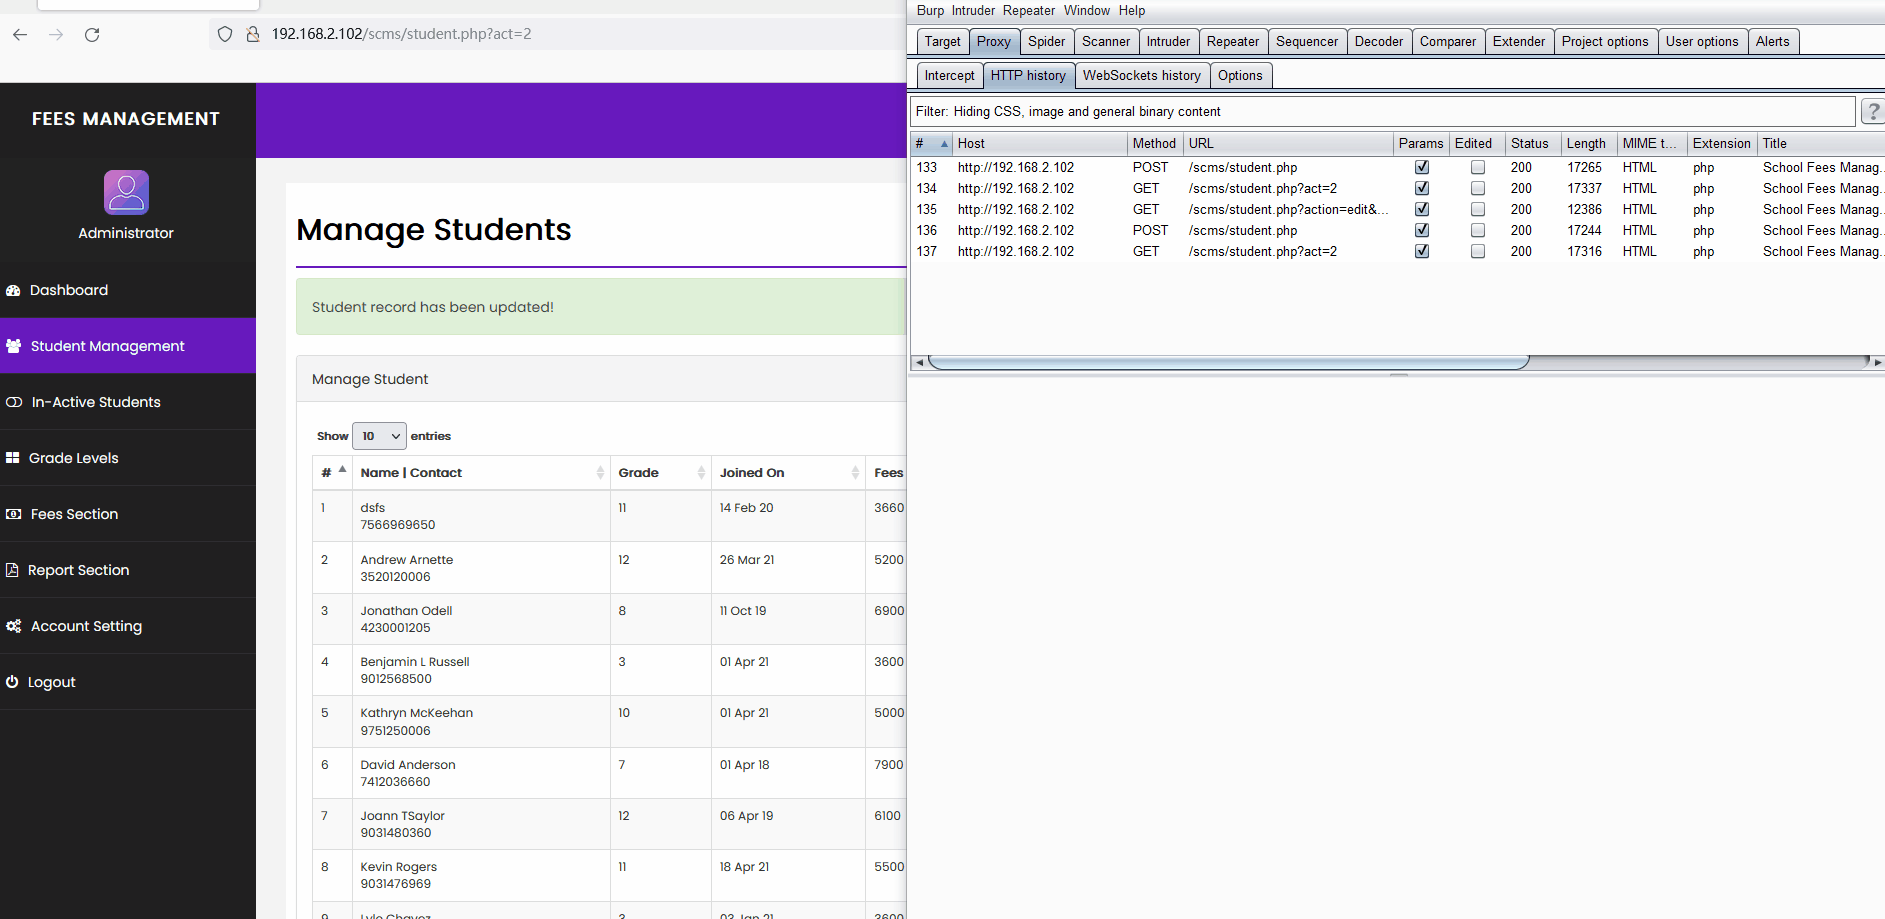 192.168.2.102/scms/student.php?act=2
FEES MANAGEMENT
Administrator
Dashboard
Student Management
In-Active Students
Grade Levels
Fees Section
Report Section
Account Setting
Logout
Manage Students
Student record has been updated!
Manage Student
Show 10 entries
# Name | Contact Grade Joined On Fees
1 dsfs 11 14 Feb 20 3660
7566969650
2 Andrew Arnette 12 26 Mar 21 5200
3520120006
3 Jonathan Odell 8 11 Oct 19 6900
4230001205
4 Benjamin L Russell 3 01 Apr 21 3600
9012568500
5 Kathryn McKeehan 10 01 Apr 21 5000
9751250006
6 David Anderson 7 01 Apr 18 7900
7412036660
7 Joann TSaylor 12 06 Apr 19 6100
9031480360
8 Kevin Rogers 11 18 Apr 21 5500
9031476969
9 Lyle Chavez 3 03 Jan 21 3600
Burp Intruder Repeater Window Help
Target Proxy Spider Scanner Intruder Repeater Sequencer Decoder Comparer Extender Project options User options Alerts
Intercept HTTP history WebSockets history Options
Filter: Hiding CSS, image and general binary content ?
# Host Method URL Params Edited Status Length MIME t... Extension Title
133 http://192.168.2.102 POST /scms/student.php 200 17265 HTML php School Fees Manag...
134 http://192.168.2.102 GET /scms/student.php?act=2 200 17337 HTML php School Fees Manag...
135 http://192.168.2.102 GET /scms/student.php?action=edit&... 200 12386 HTML php School Fees Manag...
136 http://192.168.2.102 POST /scms/student.php 200 17244 HTML php School Fees Manag...
137 http://192.168.2.102 GET /scms/student.php?act=2 200 17316 HTML php School Fees Manag...